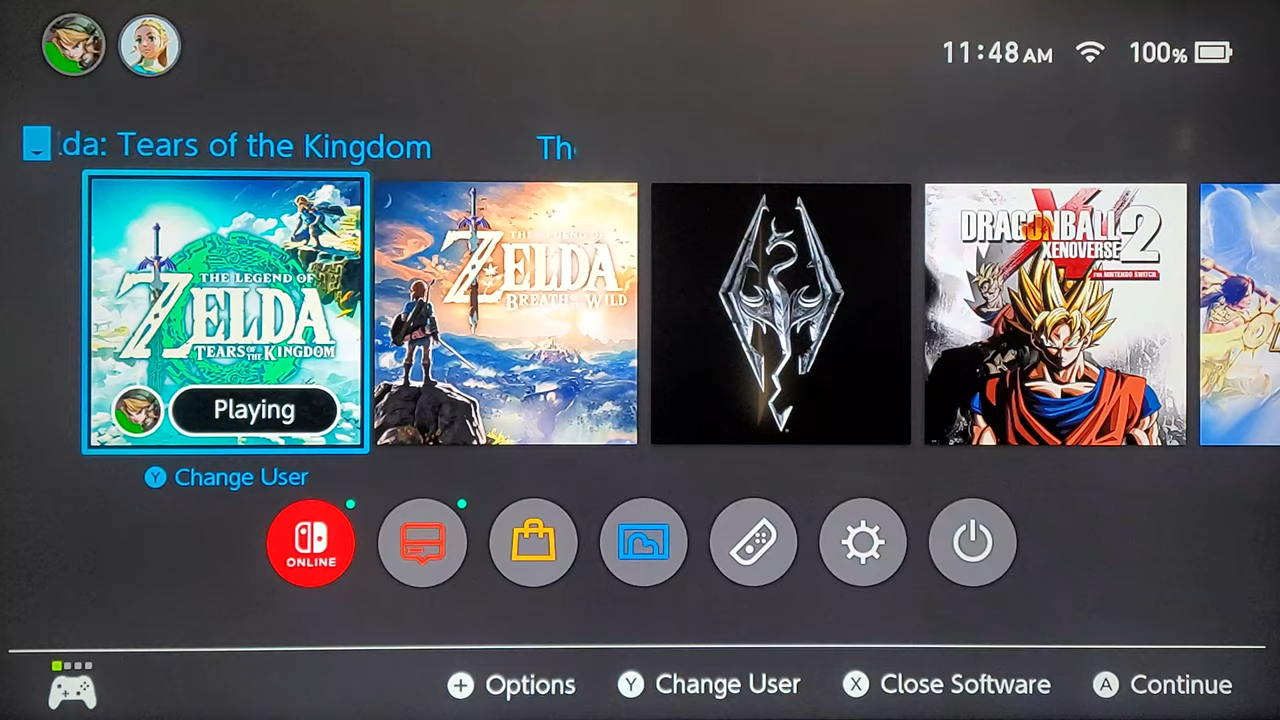 11:48 AM 100%
da: Tears of the Kingdom Th
THE LEGEND OF
ZELDA
TEARS OF THE KINGDOM
Playing
THE LEGEND OF
ZELDA
BREATH OF THE WILD
DRAGONBALL
XENOVERSE 2
FOR NINTENDO SWITCH
Y Change User
ONLINE
+ Options
Y Change User
X Close Software
A Continue